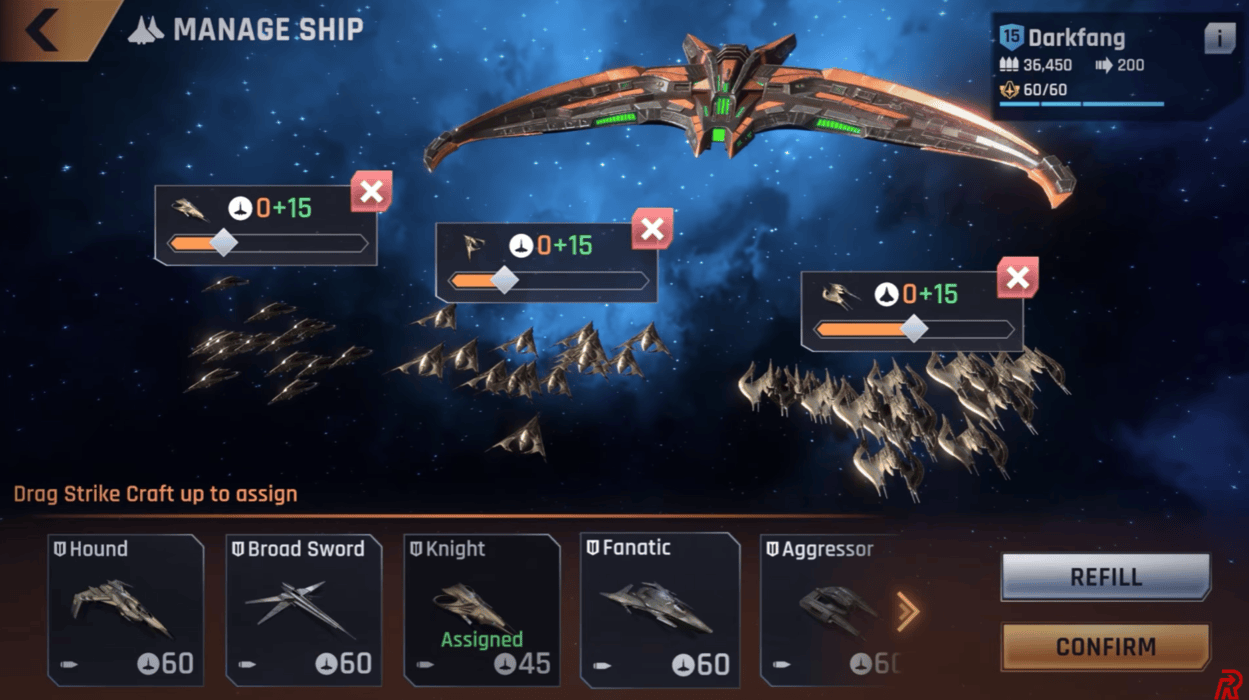 MANAGE SHIP
15 Darkfang
36,450 200
60/60
i
0+15
0+15
0+15
Drag Strike Craft up to assign
Hound
60
Broad Sword
60
Knight
Assigned
45
Fanatic
60
Aggressor
60
REFILL
CONFIRM
R